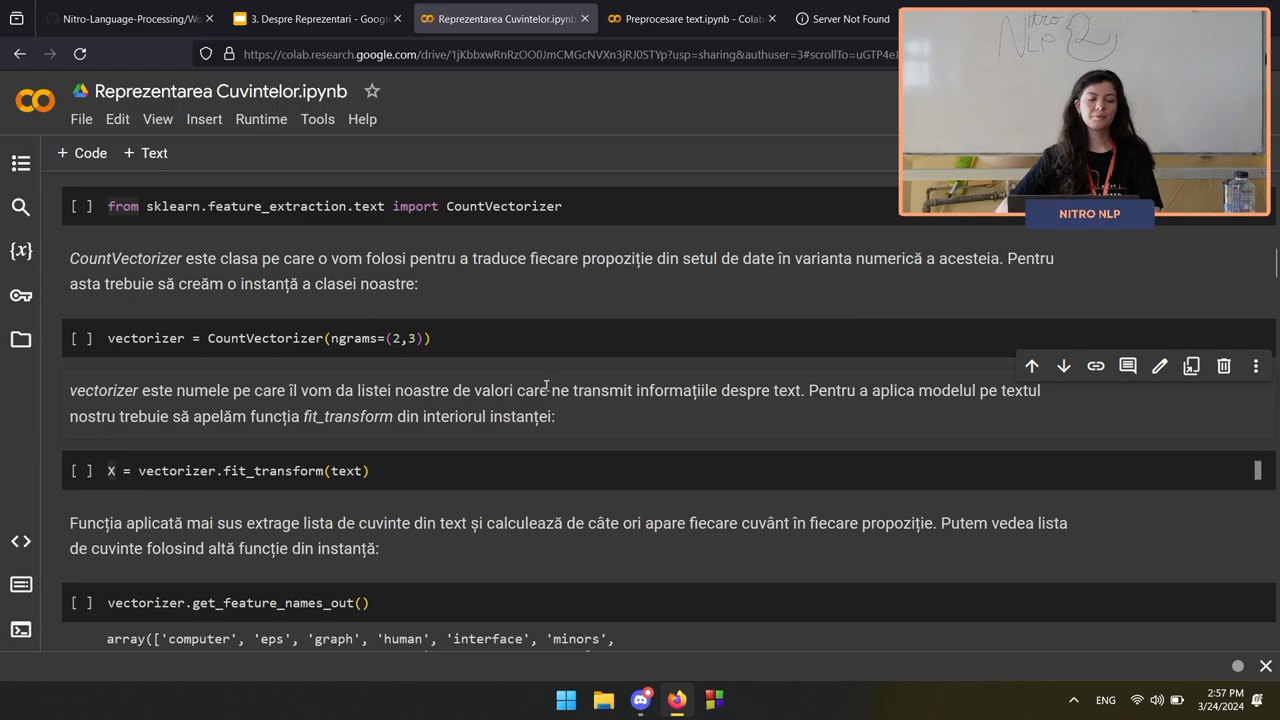 Nitro-Language-Processing/Wo
3. Despre Reprezentari - Google
Reprezentarea Cuvintelor.ipynb
Preprocesare text.ipynb - Colab
Server Not Found
https://colab.research.google.com/drive/1jKbbxwRnRzOO0JmCMGcNVXn3jRJ0STYp?usp=sharing&authuser=3#scrollTo=uGTP4eJ
Nitro
NLP
NITRO NLP
Reprezentarea Cuvintelor.ipynb
File Edit View Insert Runtime Tools Help
+ Code + Text
[ ] from sklearn.feature_extraction.text import CountVectorizer
CountVectorizer este clasa pe care o vom folosi pentru a traduce fiecare propoziție din setul de date în varianta numerică a acesteia. Pentru
asta trebuie să creăm o instanță a clasei noastre:
[ ] vectorizer = CountVectorizer(ngrams=(2,3))
vectorizer este numele pe care îl vom da listei noastre de valori care ne transmit informațiile despre text. Pentru a aplica modelul pe textul
nostru trebuie să apelăm funcția fit_transform din interiorul instanței:
[ ] X = vectorizer.fit_transform(text)
Funcția aplicată mai sus extrage lista de cuvinte din text și calculează de câte ori apare fiecare cuvânt în fiecare propoziție. Putem vedea lista
de cuvinte folosind altă funcție din instanță:
[ ] vectorizer.get_feature_names_out()
array(['computer', 'eps', 'graph', 'human', 'interface', 'minors',
ENG
2:57 PM
3/24/2024